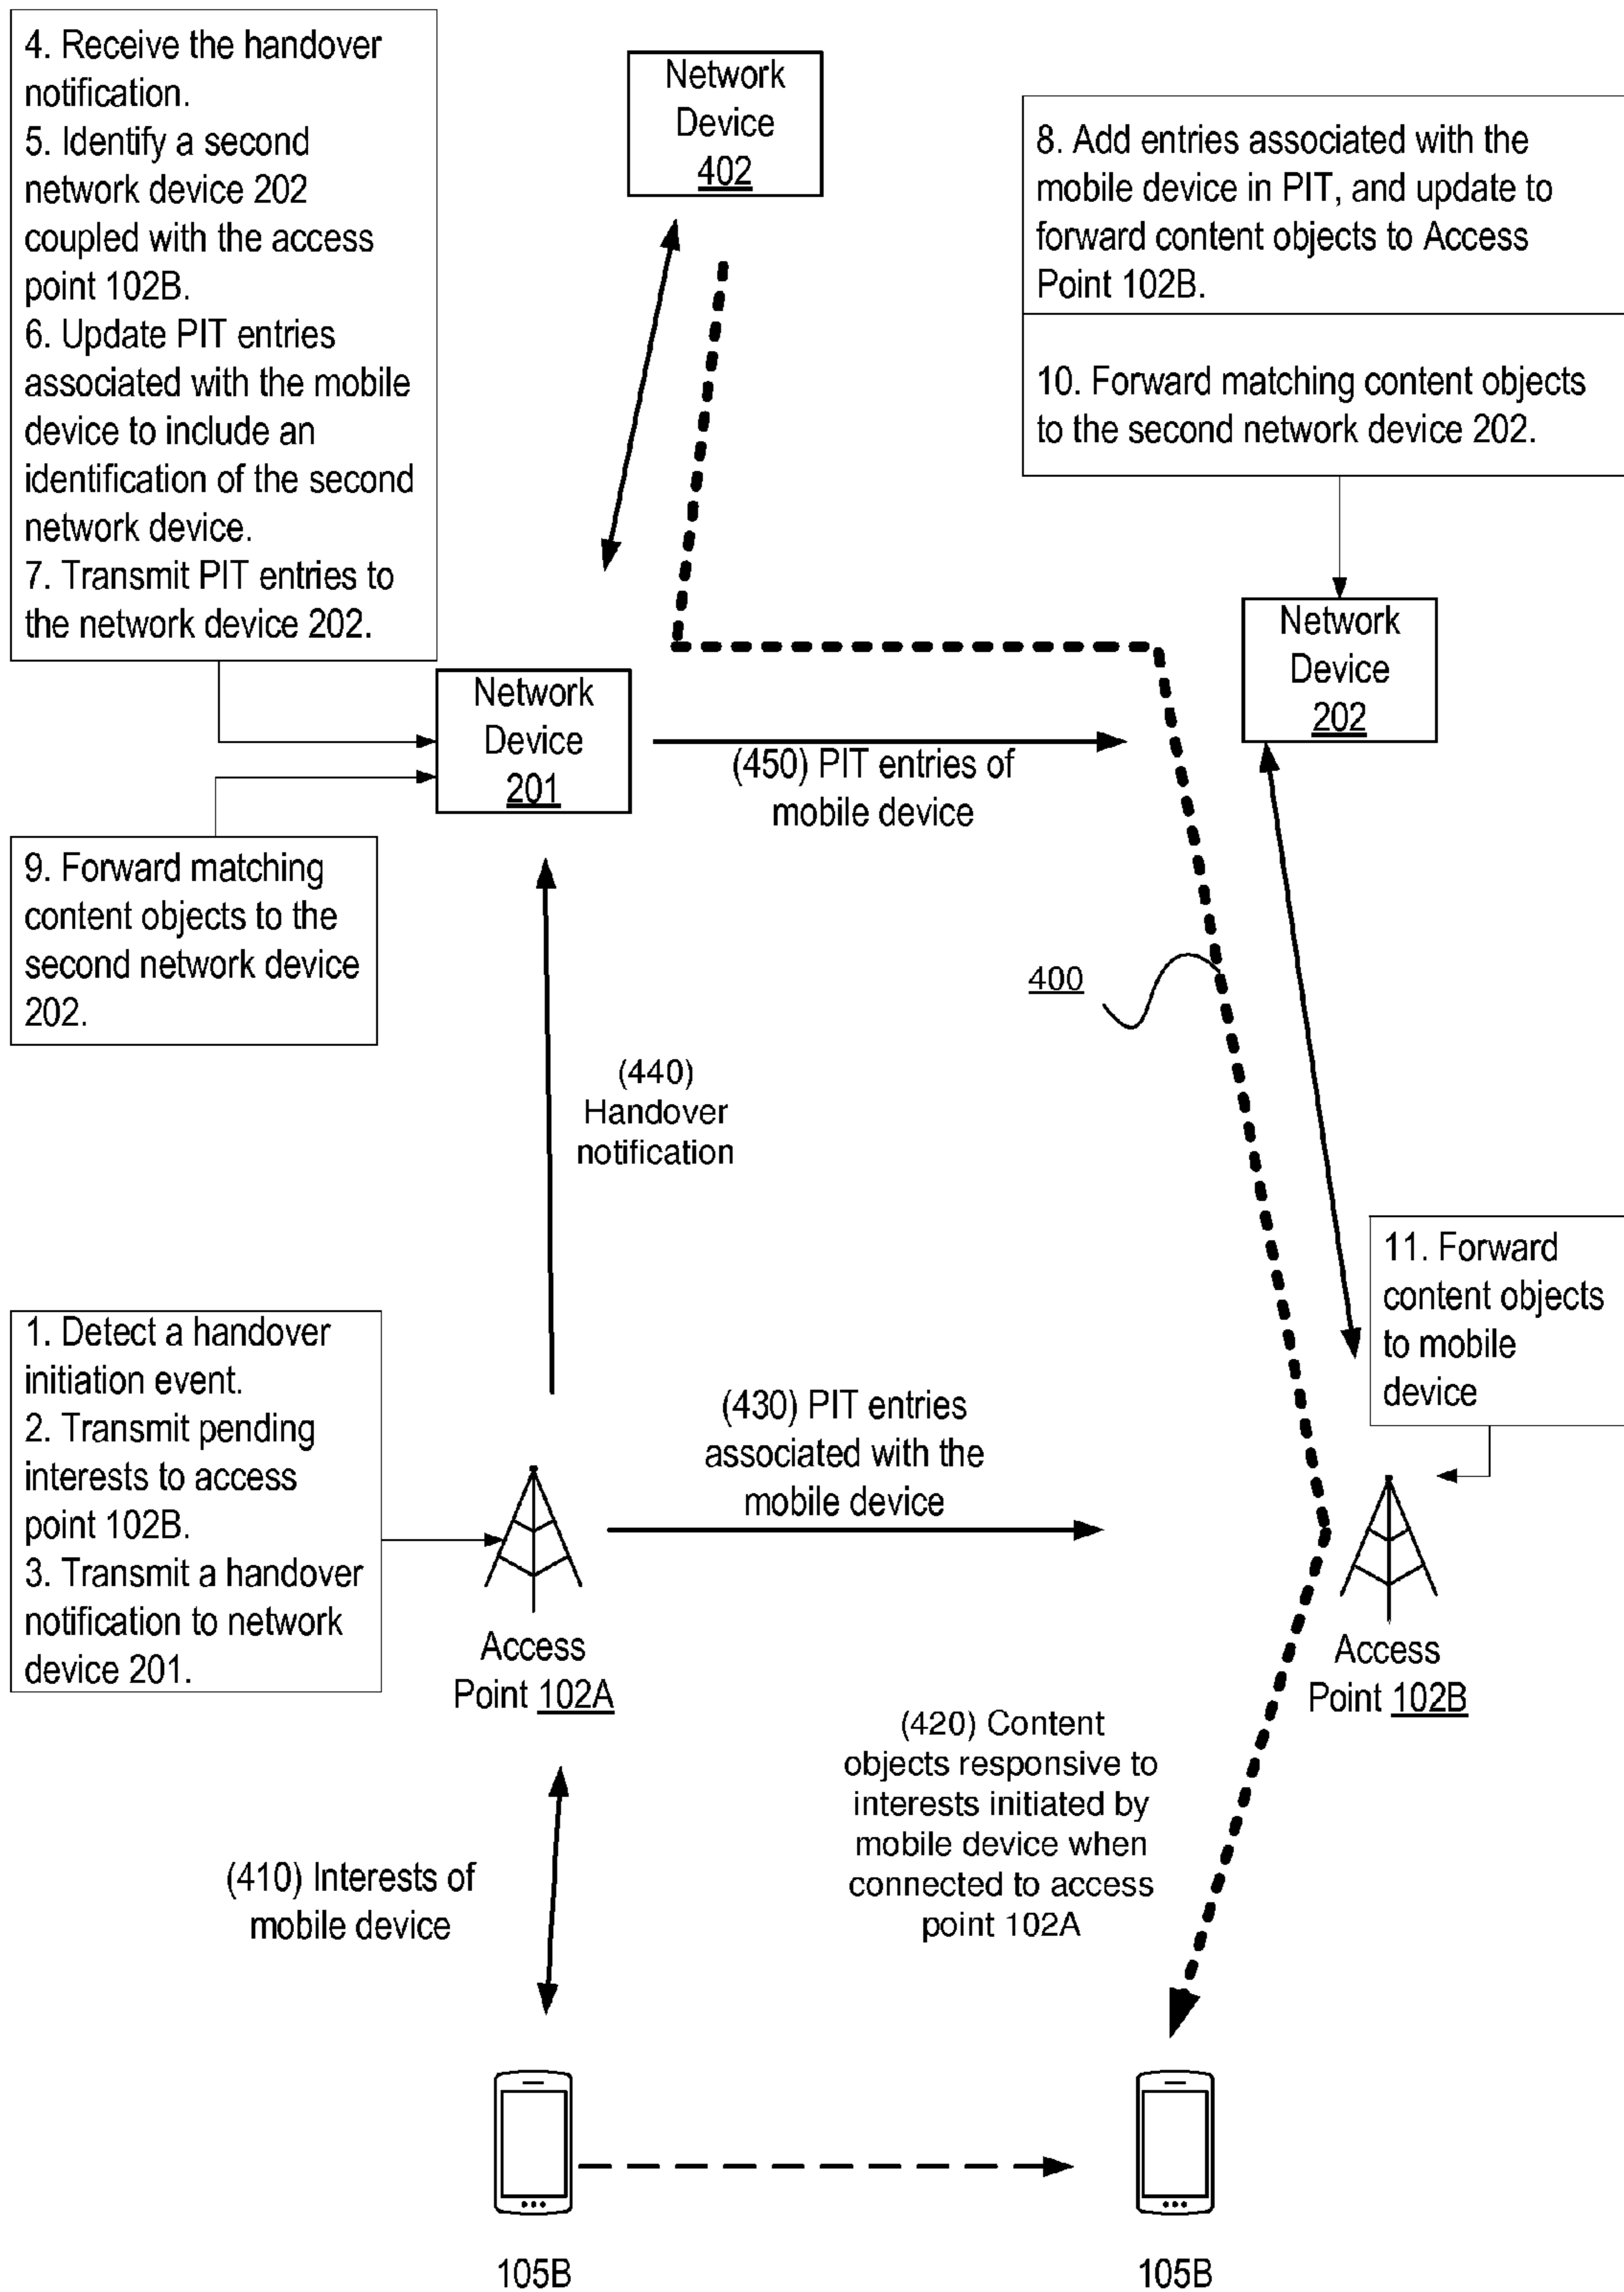 4. Receive the handover
notification.
5. Identify a second
network device 202
coupled with the access
point 102B.
6. Update PIT entries
associated with the mobile
device to include an
identification of the second
network device.
7. Transmit PIT entries to
the network device 202.
Network
Device
402
8. Add entries associated with the
mobile device in PIT, and update to
forward content objects to Access
Point 102B.
10. Forward matching content objects
to the second network device 202.
Network
Device
202
Network
Device
201
(450) PIT entries of
mobile device
9. Forward matching
content objects to the
second network device
202.
400
(440)
Handover
notification
11. Forward
content objects
to mobile
device
1. Detect a handover
initiation event.
2. Transmit pending
interests to access
point 102B.
3. Transmit a handover
notification to network
device 201.
(430) PIT entries
associated with the
mobile device
Access
Point 102A
Access
Point 102B
(420) Content
objects responsive to
interests initiated by
mobile device when
connected to access
point 102A
(410) Interests of
mobile device
105B
105B